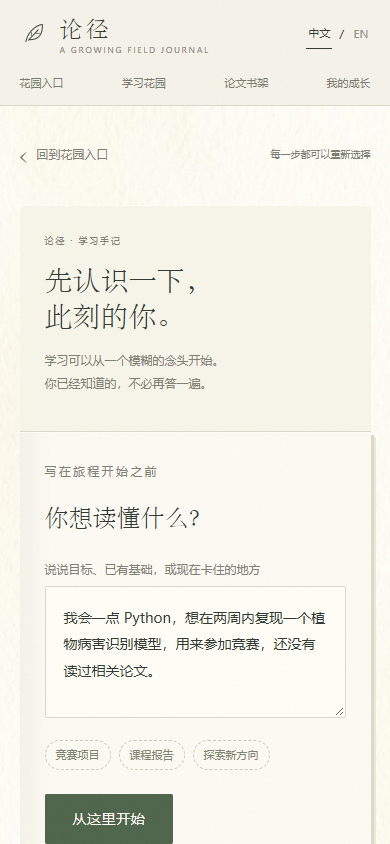 论径
A GROWING FIELD JOURNAL
中文 / EN
花园入口 学习花园 论文书架 我的成长
回到花园入口 每一步都可以重新选择
论径 · 学习手记
先认识一下，
此刻的你。
学习可以从一个模糊的念头开始。
你已经知道的，不必再答一遍。
写在旅程开始之前
你想读懂什么？
说说目标、已有基础，或现在卡住的地方
我会一点 Python，想在两周内复现一个植
物病害识别模型，用来参加竞赛，还没有
读过相关论文。
竞赛项目 课程报告 探索新方向
从这里开始